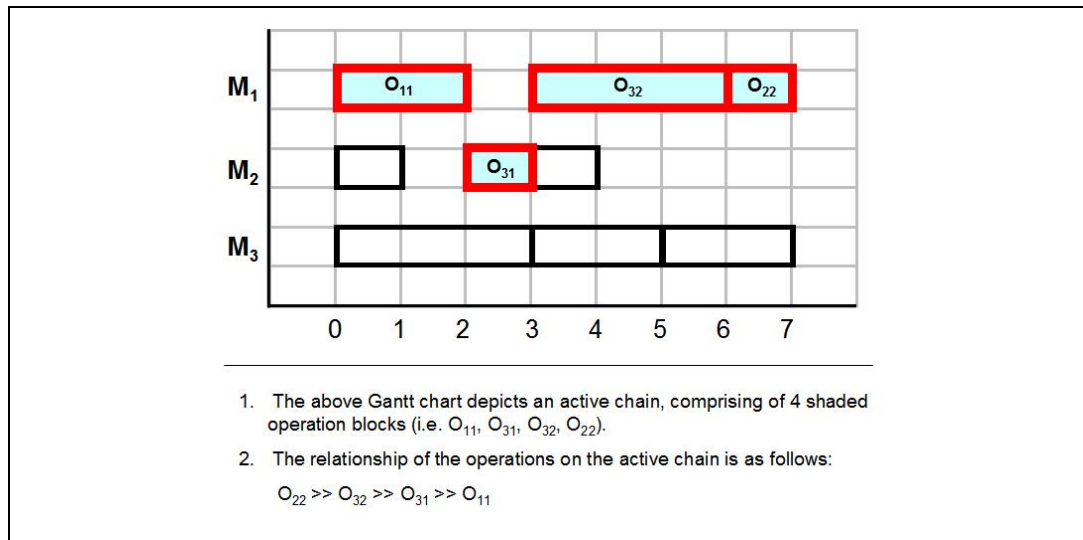 M₁ O₁₁ O₃₂ O₂₂
M₂ O₃₁
M₃
0 1 2 3 4 5 6 7
1. The above Gantt chart depicts an active chain, comprising of 4 shaded
operation blocks (i.e. O₁₁, O₃₁, O₃₂, O₂₂).
2. The relationship of the operations on the active chain is as follows:
O₂₂ >> O₃₂ >> O₃₁ >> O₁₁